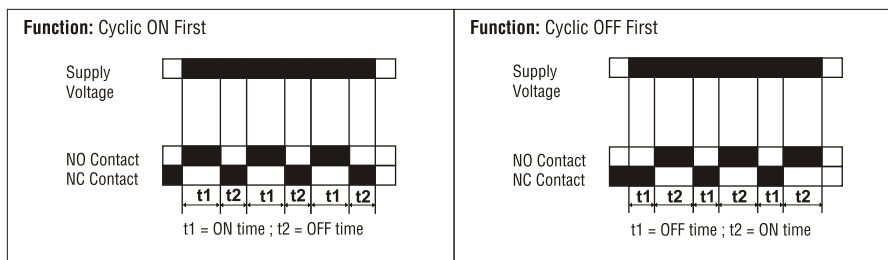 Function: Cyclic ON First
Supply
Voltage
NO Contact
NC Contact
t1 t2 t1 t2 t1 t2
t1 = ON time ; t2 = OFF time
Function: Cyclic OFF First
Supply
Voltage
NO Contact
NC Contact
t1 t2 t1 t2 t1 t2
t1 = OFF time ; t2 = ON time